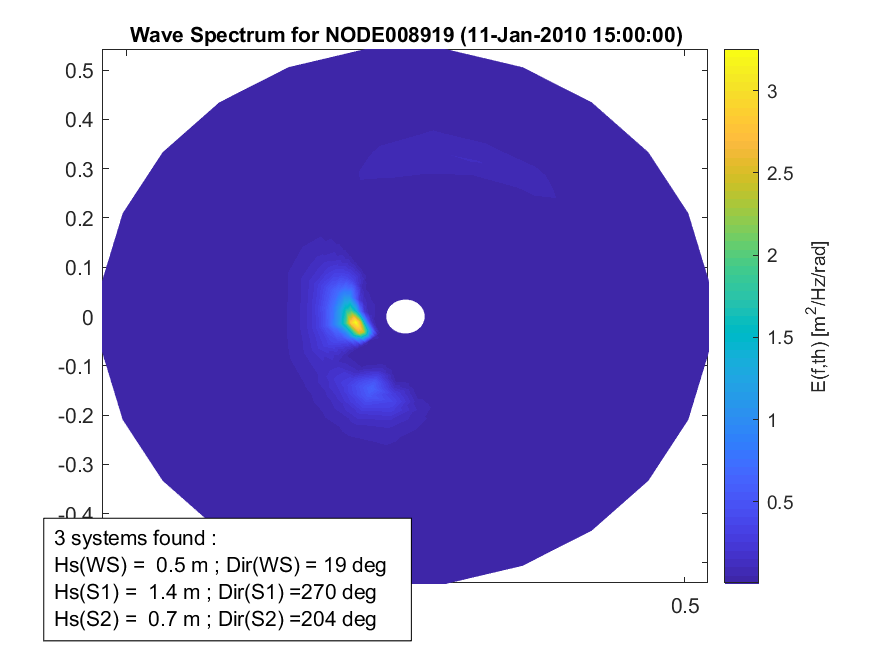 Wave Spectrum for NODE008919 (11-Jan-2010 15:00:00)
0.5
0.4
0.3
0.2
0.1
0
-0.1
-0.2
-0.3
-0.4
0.5
3
2.5
2
1.5
1
0.5
E(f,th) [m2/Hz/rad]
3 systems found :
Hs(WS) = 0.5 m ; Dir(WS) = 19 deg
Hs(S1) = 1.4 m ; Dir(S1) =270 deg
Hs(S2) = 0.7 m ; Dir(S2) =204 deg